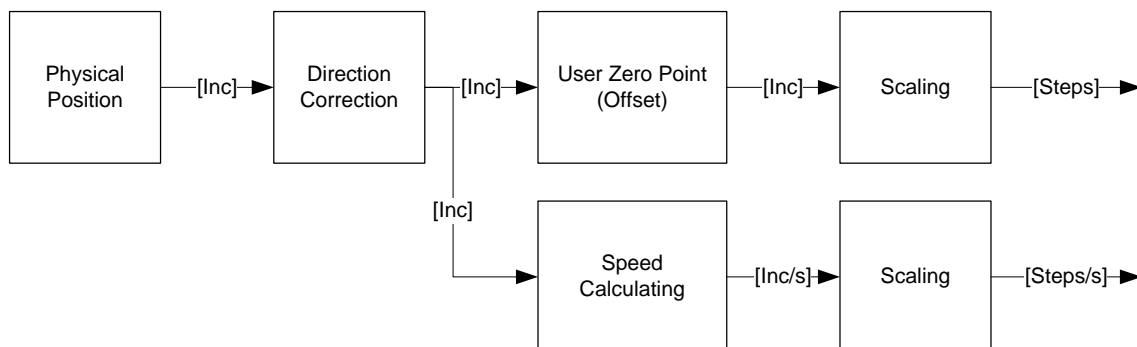 Physical
Position
[Inc]
Direction
Correction
[Inc]
User Zero Point
(Offset)
[Inc]
Scaling
[Steps]
[Inc]
Speed
Calculating
[Inc/s]
Scaling
[Steps/s]